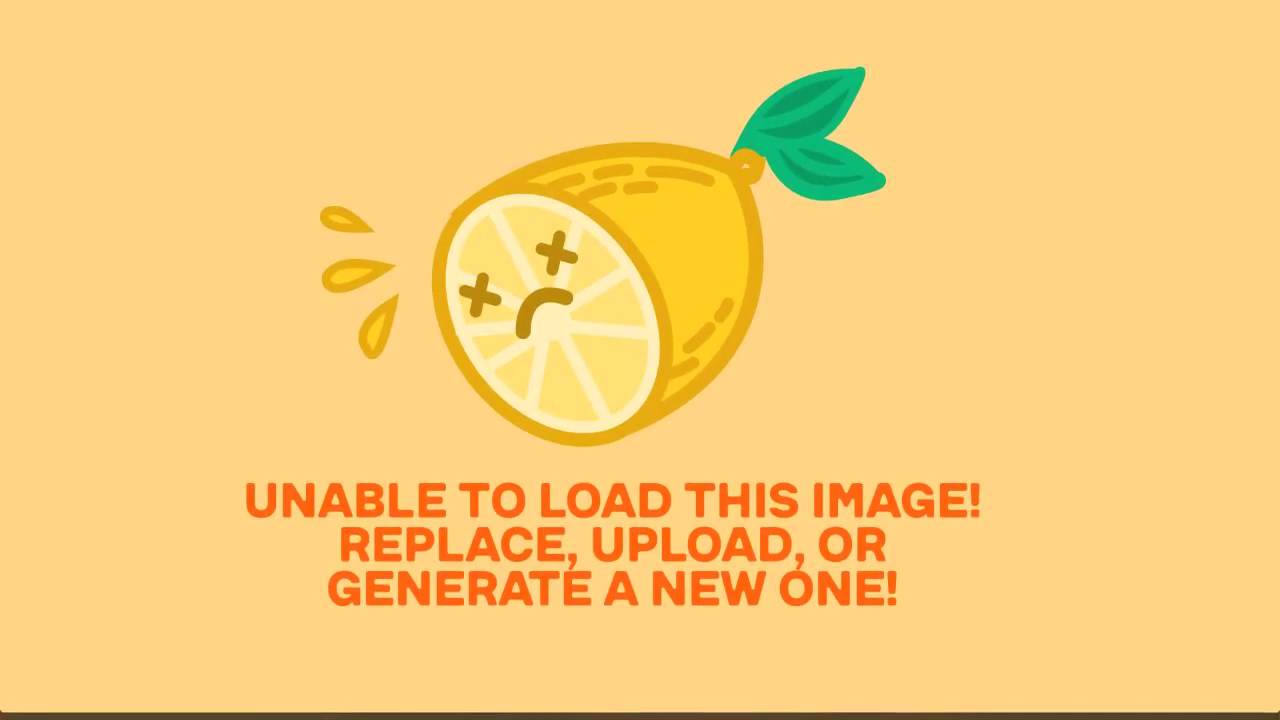 UNABLE TO LOAD THIS IMAGE!
REPLACE, UPLOAD, OR
GENERATE A NEW ONE!